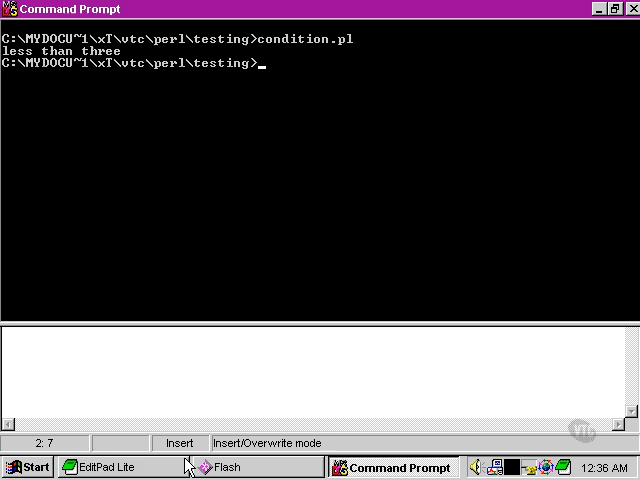 Command Prompt
C:\MYDOCU~1\xT\vtc\perl\testing>condition.pl
less than three
C:\MYDOCU~1\xT\vtc\perl\testing>
2: 7
Insert
Insert/Overwrite mode
VTC
Start
EditPad Lite
Flash
Command Prompt
12:36 AM